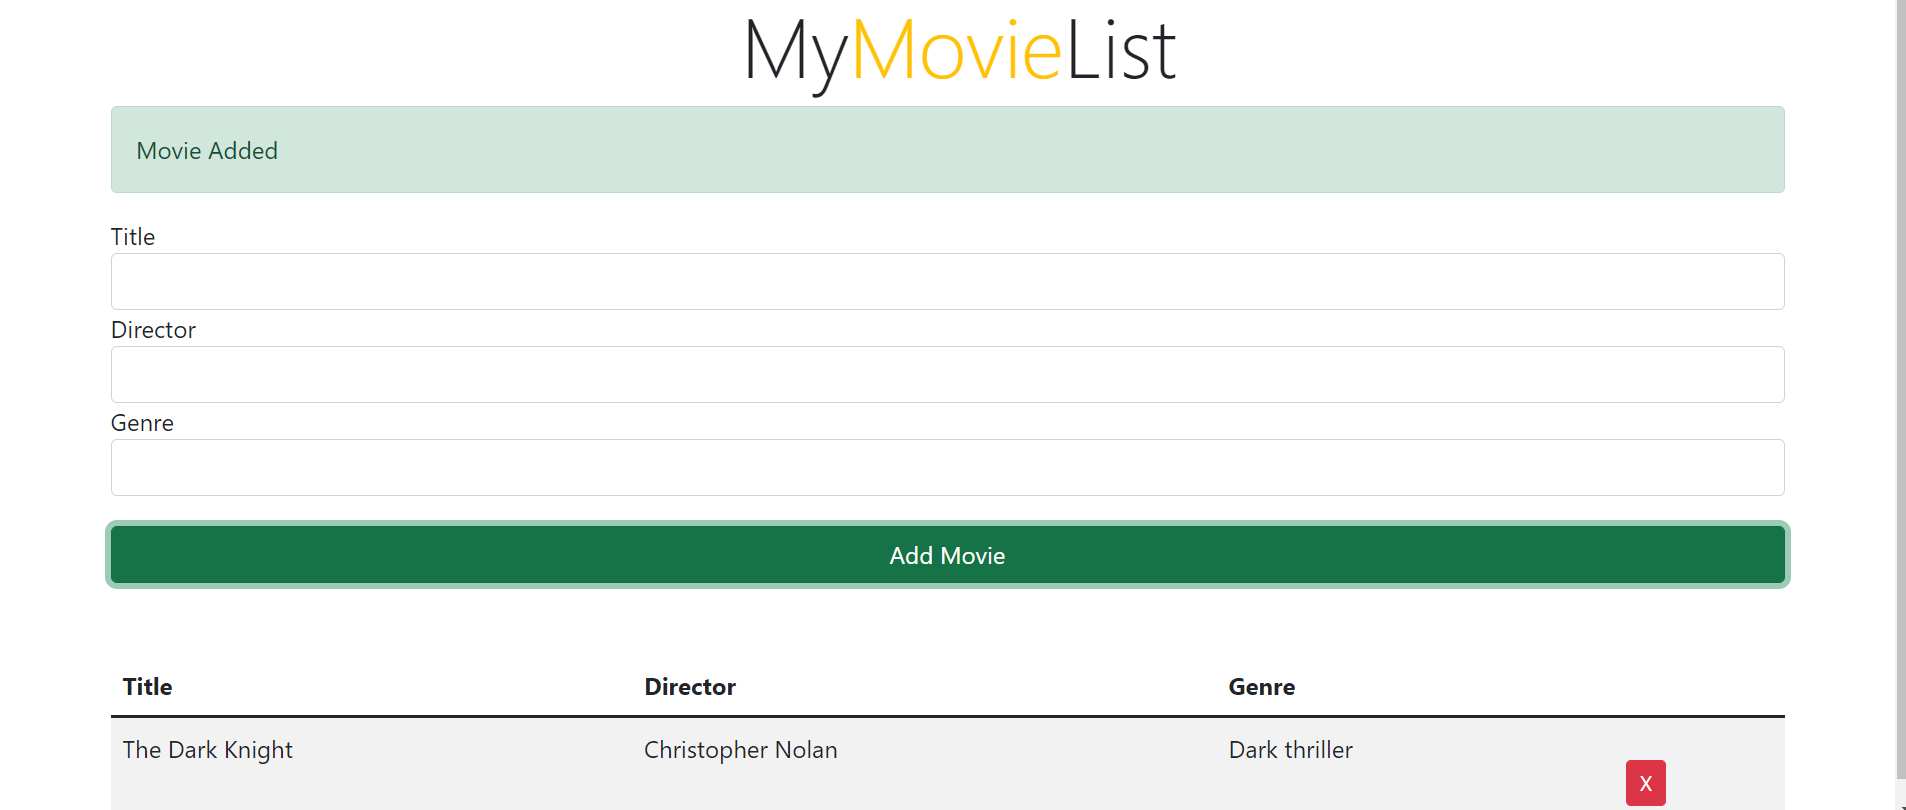 MyMovieList
Movie Added
Title
Director
Genre
Add Movie
Title Director Genre
The Dark Knight Christopher Nolan Dark thriller
X